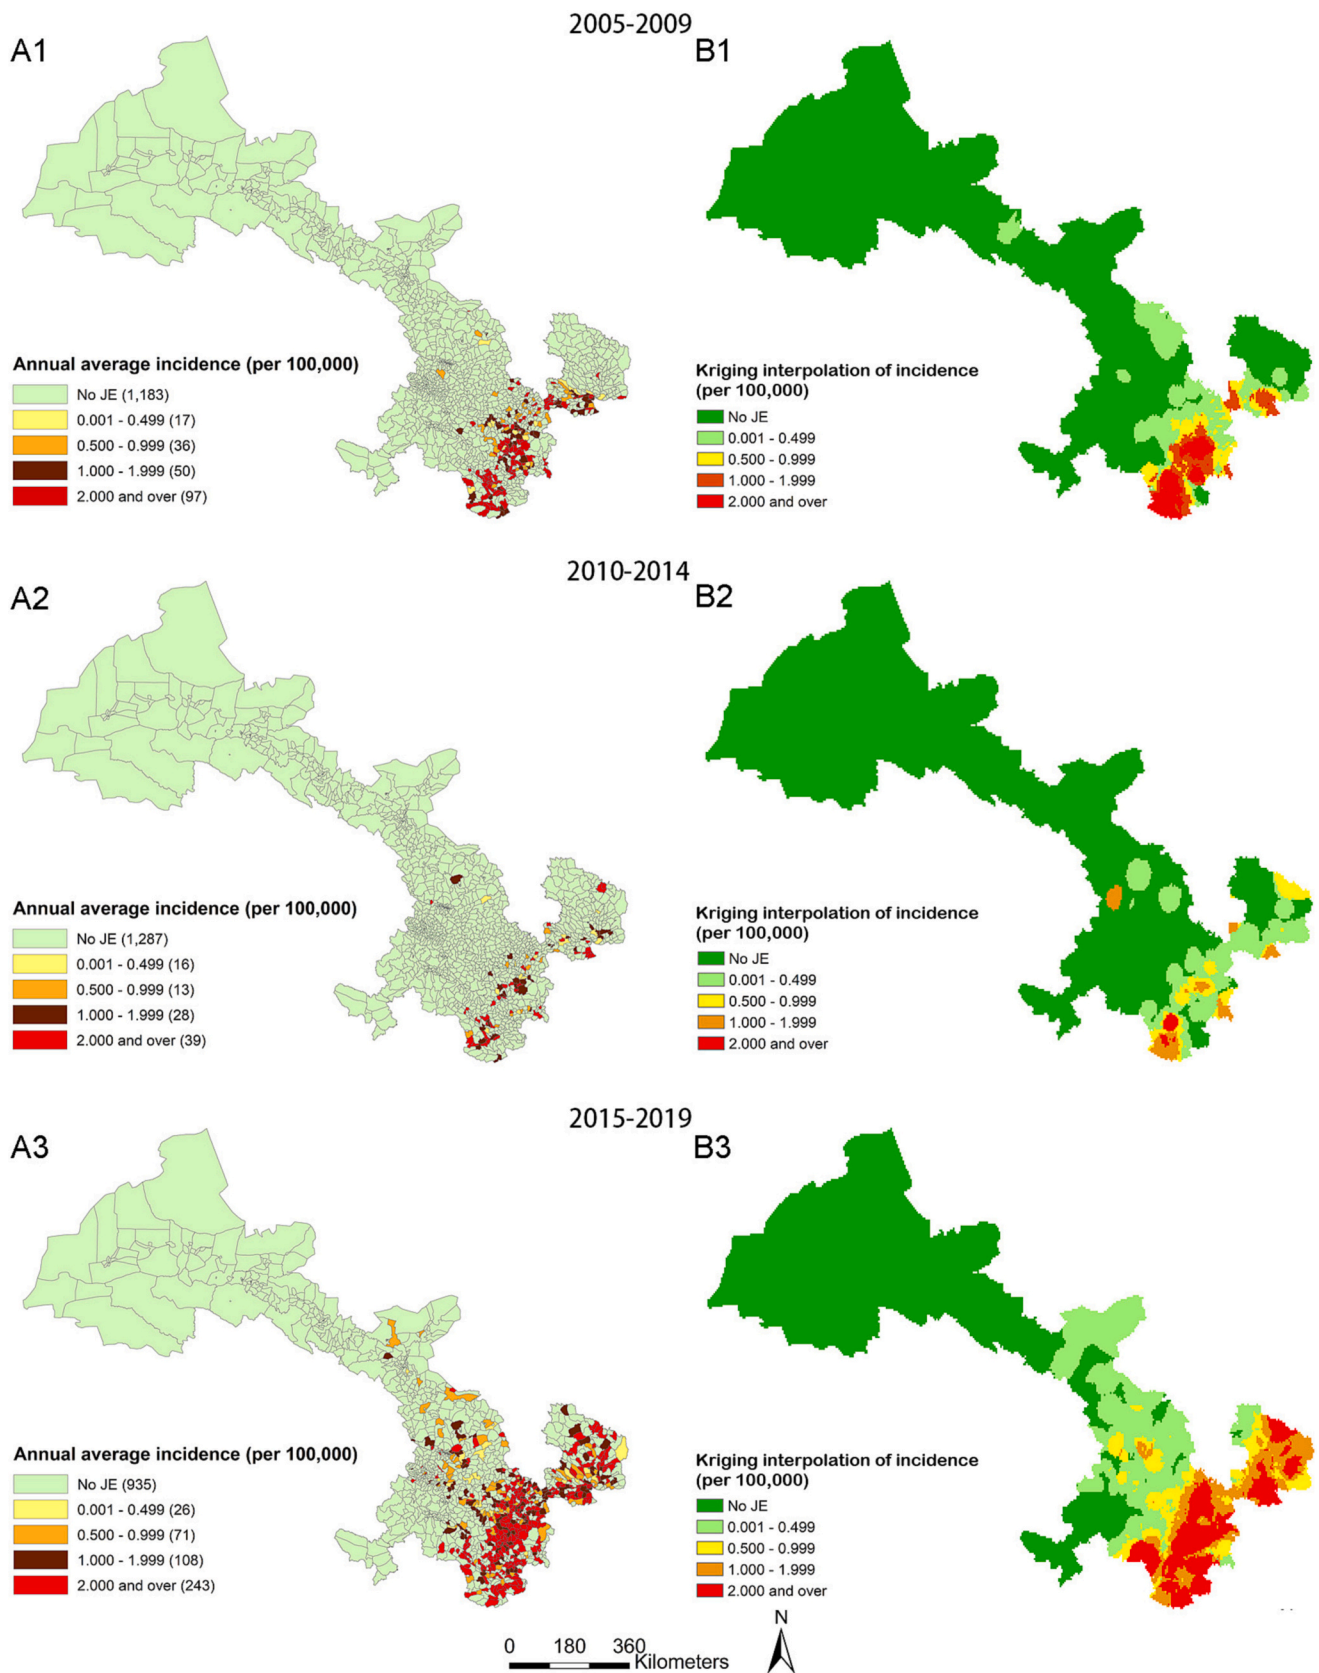 2005-2009
A1
B1
Annual average incidence (per 100,000)
No JE (1,183)
0.001 - 0.499 (17)
0.500 - 0.999 (36)
1.000 - 1.999 (50)
2.000 and over (97)
Kriging interpolation of incidence
(per 100,000)
No JE
0.001 - 0.499
0.500 - 0.999
1.000 - 1.999
2.000 and over
2010-2014
A2
B2
Annual average incidence (per 100,000)
No JE (1,287)
0.001 - 0.499 (16)
0.500 - 0.999 (13)
1.000 - 1.999 (28)
2.000 and over (39)
Kriging interpolation of incidence
(per 100,000)
No JE
0.001 - 0.499
0.500 - 0.999
1.000 - 1.999
2.000 and over
2015-2019
A3
B3
Annual average incidence (per 100,000)
No JE (935)
0.001 - 0.499 (26)
0.500 - 0.999 (71)
1.000 - 1.999 (108)
2.000 and over (243)
Kriging interpolation of incidence
(per 100,000)
No JE
0.001 - 0.499
0.500 - 0.999
1.000 - 1.999
2.000 and over
N
0 180 360
Kilometers